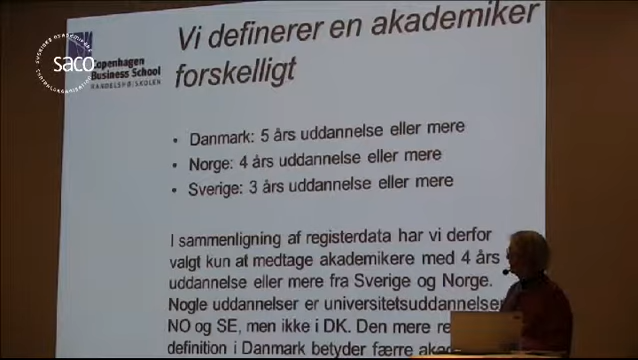 Vi definerer en akademiker
forskelligt
saco
Copenhagen
Business School
HANDELSHØJSKOLEN
• Danmark: 5 års uddannelse eller mere
• Norge: 4 års uddannelse eller mere
• Sverige: 3 års uddannelse eller mere
I sammenligning af registerdata har vi derfor
valgt kun at medtage akademikere med 4 års
uddannelse eller mere fra Sverige og Norge.
Nogle uddannelser er universitetsuddannelser
NO og SE, men ikke i DK. Den mere
definition i Danmark betyder færre